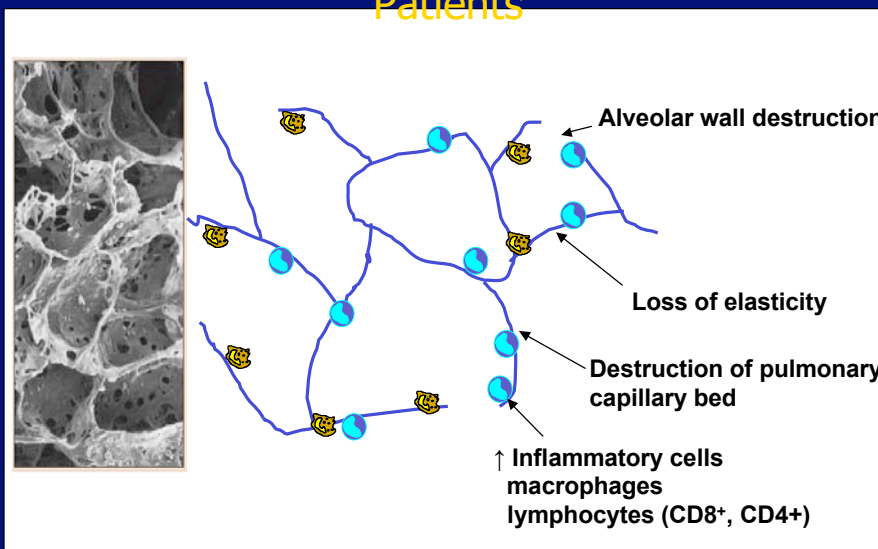 Patients
Alveolar wall destruction
Loss of elasticity
Destruction of pulmonary
capillary bed
↑ Inflammatory cells
macrophages
lymphocytes (CD8⁺, CD4+)